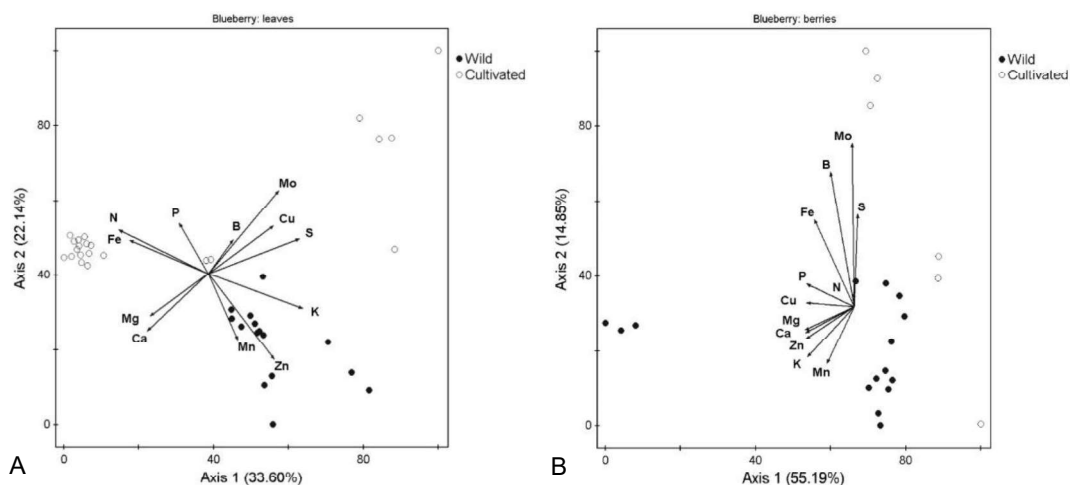 Blueberry: leaves
Wild
Cultivated
80
40
0
Axis 2 (22.14%)
Mo
P
N
Cu
B
Fe
S
K
Mg
Ca
Mn
Zn
0
40
80
Axis 1 (33.60%)
A
Blueberry: berries
Wild
Cultivated
80
40
0
Axis 2 (14.85%)
Mo
B
S
Fe
P
N
Cu
Mg
Ca
Zn
K
Mn
0
40
80
Axis 1 (55.19%)
B